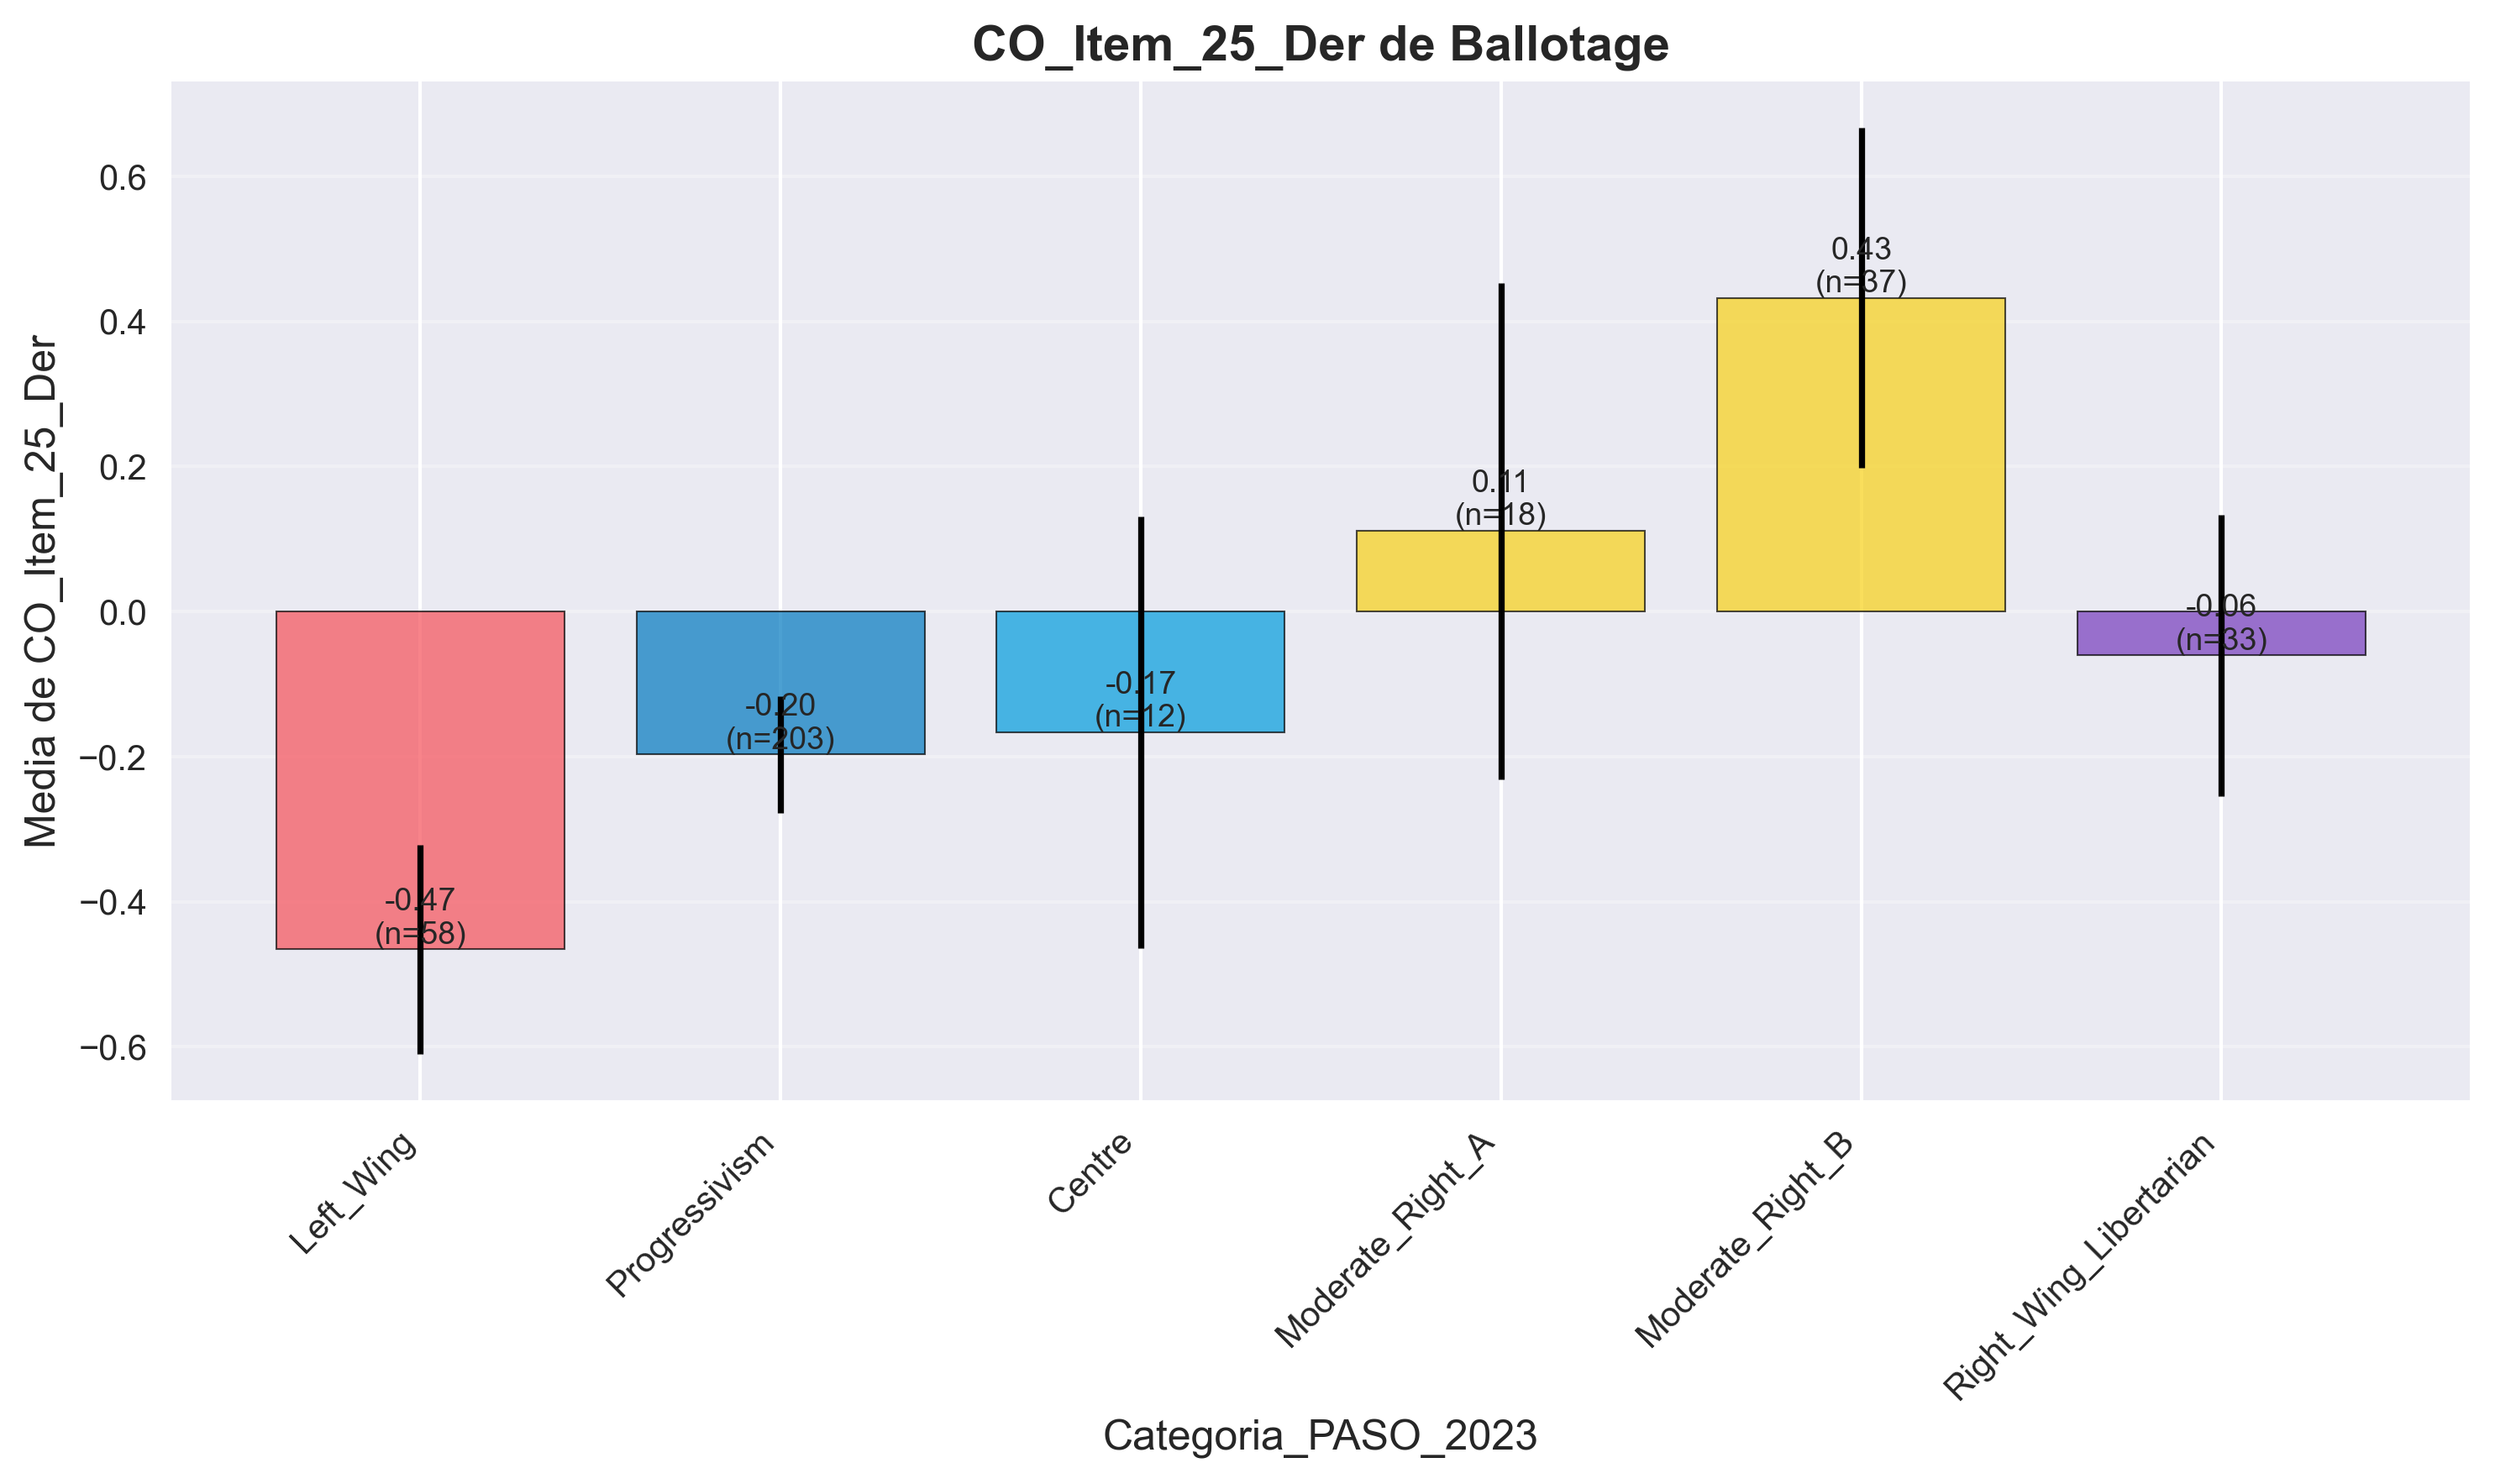 CO_Item_25_Der de Ballotage
Media de CO_Item_25_Der
0.6
0.4
0.2
0.0
−0.2
−0.4
−0.6
-0.47
(n=58)
-0.20
(n=203)
-0.17
(n=12)
0.11
(n=18)
0.43
(n=37)
-0.06
(n=33)
Left_Wing
Progressivism
Centre
Moderate_Right_A
Moderate_Right_B
Right_Wing_Libertarian
Categoria_PASO_2023